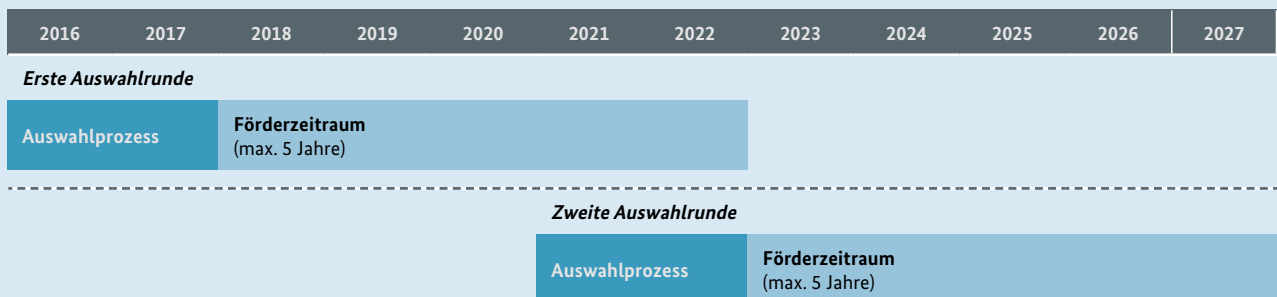 2016 2017 2018 2019 2020 2021 2022 2023 2024 2025 2026 2027
Erste Auswahlrunde
Auswahlprozess
Förderzeitraum
(max. 5 Jahre)
Zweite Auswahlrunde
Auswahlprozess
Förderzeitraum
(max. 5 Jahre)